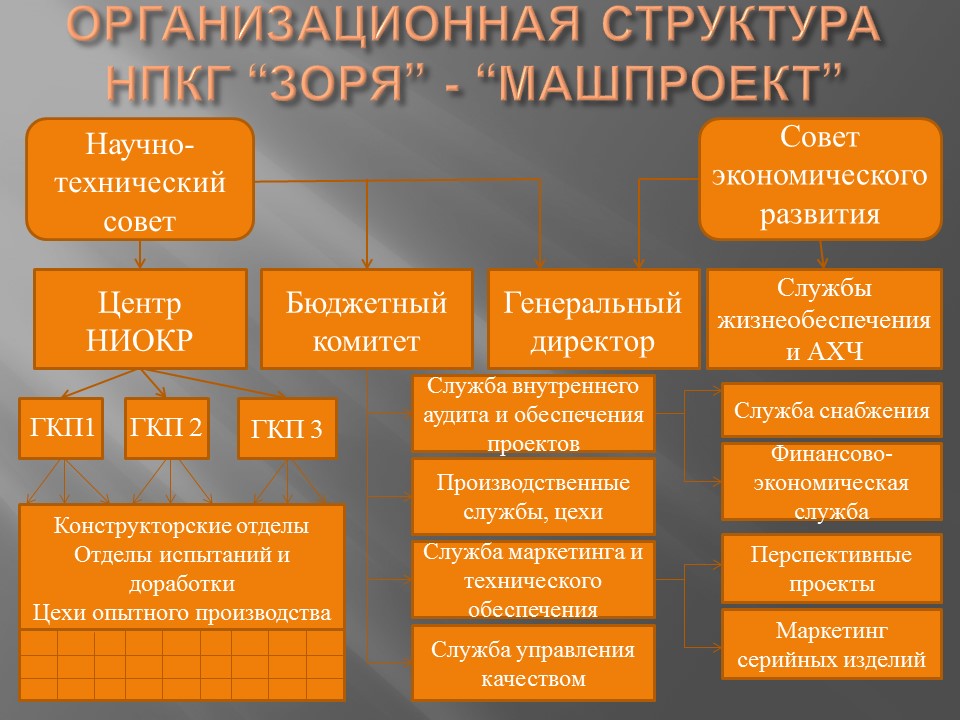 ОРГАНИЗАЦИОННАЯ СТРУКТУРА
НПКГ “ЗОРЯ” - “МАШПРОЕКТ”
Научно-
технический
совет
Совет
экономического
развития
Центр
НИОКР
Бюджетный
комитет
Генеральный
директор
Службы
жизнеобеспечения
и АХЧ
ГКП1
ГКП 2
ГКП 3
Конструкторские отделы
Отделы испытаний и
доработки
Цехи опытного производства
Служба внутреннего
аудита и обеспечения
проектов
Производственные
службы, цехи
Служба маркетинга и
технического
обеспечения
Служба управления
качеством
Служба снабжения
Финансово-
экономическая
служба
Перспективные
проекты
Маркетинг
серийных изделий